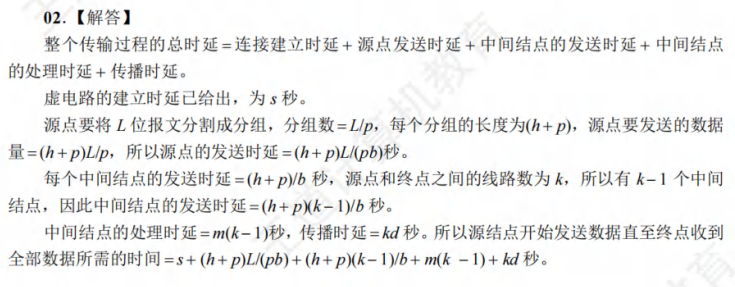 02.【解答】
整个传输过程的总时延=连接建立时延+源点发送时延+中间结点的发送时延+中间结点
的处理时延+传播时延。
虚电路的建立时延已给出，为 s 秒。
源点要将 L 位报文分割成分组，分组数=L/p，每个分组的长度为(h+p)，源点要发送的数据
量=(h+p)L/p，所以源点的发送时延=(h+p)L/(pb)秒。
每个中间结点的发送时延=(h+p)/b 秒，源点和终点之间的线路数为 k，所以有 k−1 个中间
结点，因此中间结点的发送时延=(h+p)(k−1)/b 秒。
中间结点的处理时延=m(k−1)秒，传播时延=kd 秒。所以源结点开始发送数据直至终点收到
全部数据所需的时间=s+(h+p)L/(pb)+(h+p)(k−1)/b+m(k −1)+kd 秒。